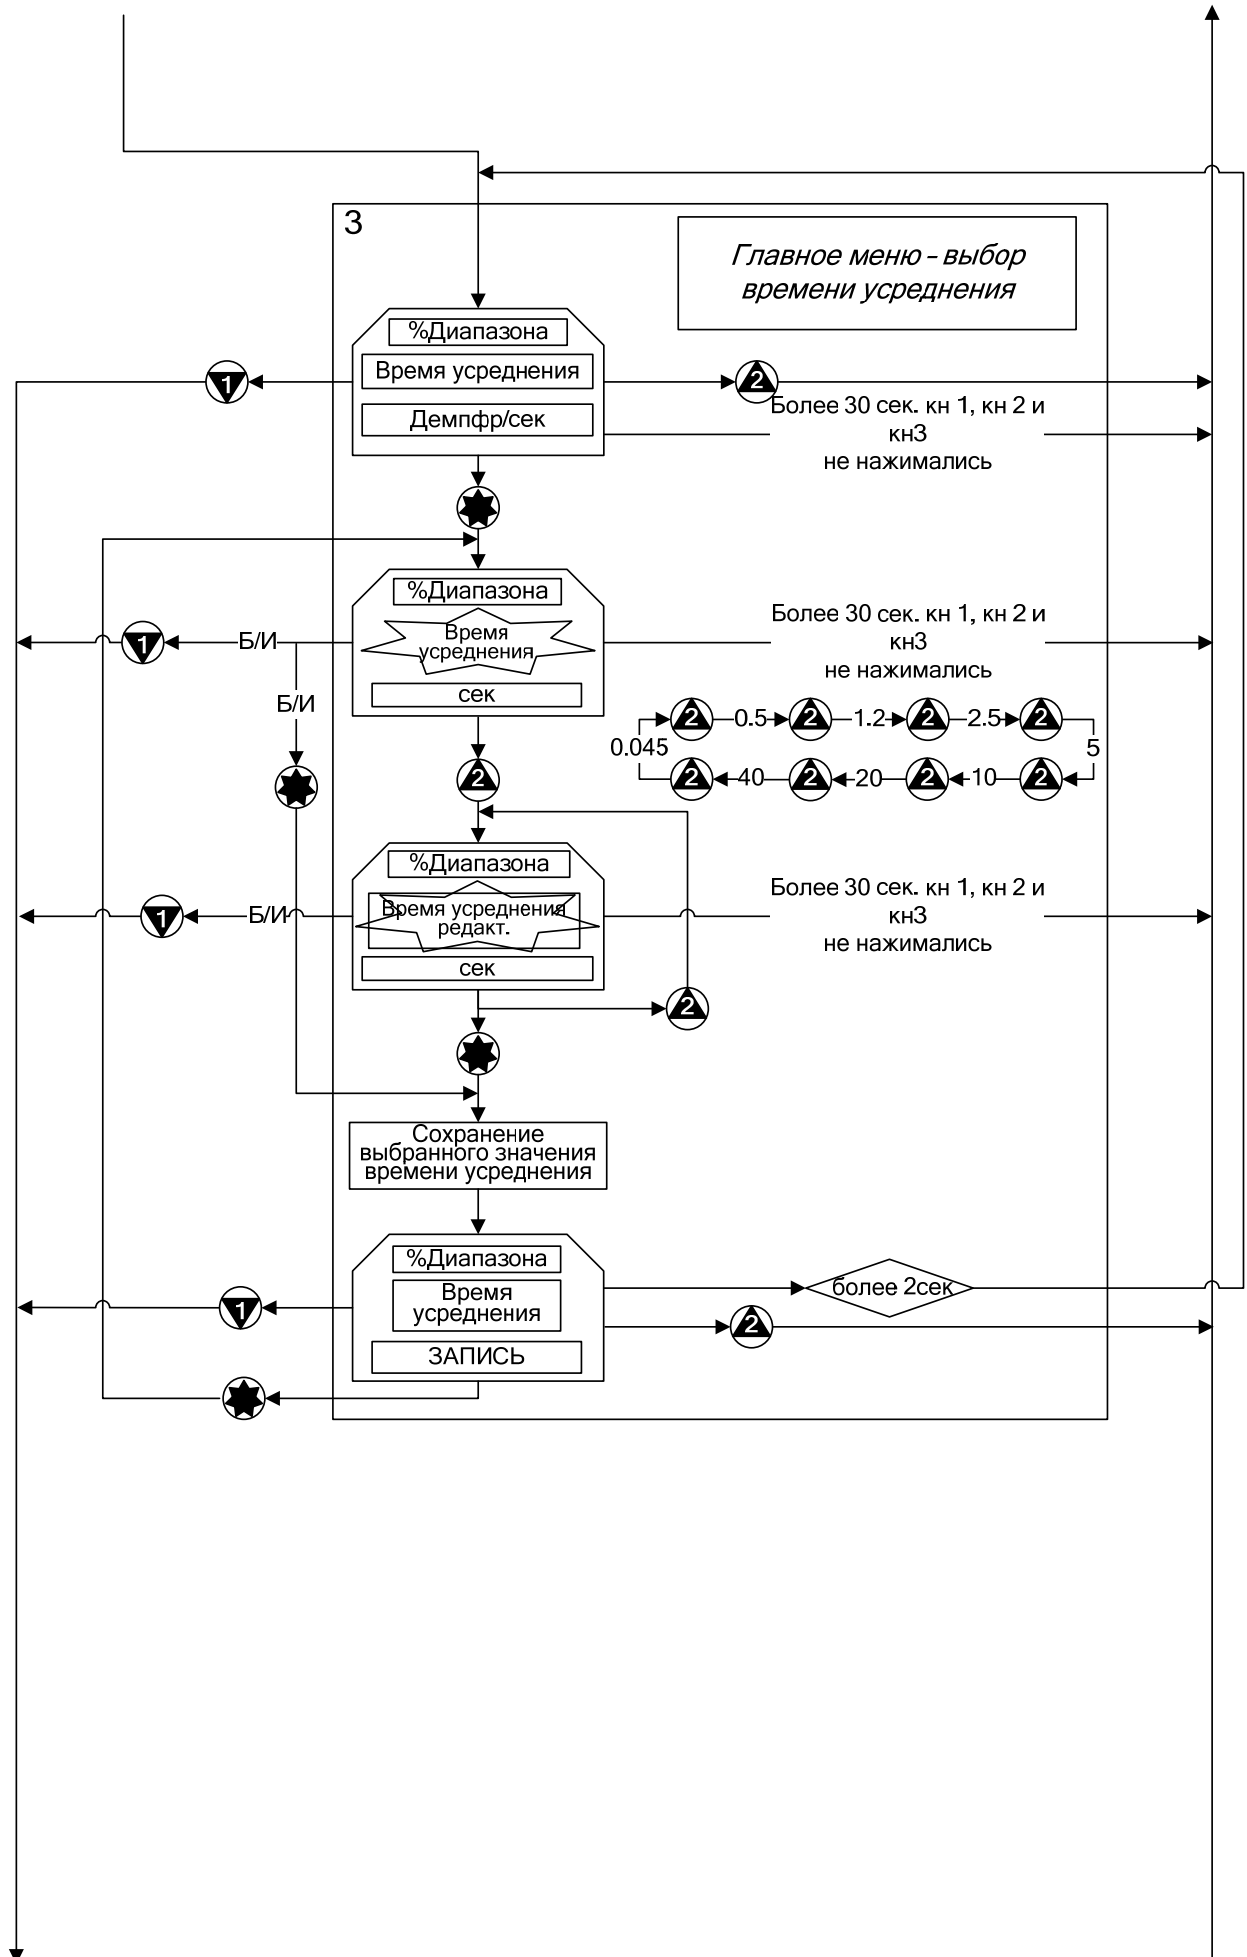 3
Главное меню – выбор
времени усреднения
%Диапазона
Время усреднения
Демпфр/сек
1
2
Более 30 сек. кн 1, кн 2 и
кн3
не нажимались
%Диапазона
Время
усреднения
сек
1
Б/И
Б/И
Более 30 сек. кн 1, кн 2 и
кн3
не нажимались
2 0.5 2 1.2 2 2.5 2
0.045
5
2 40 2 20 2 10 2
2
%Диапазона
Время усреднения
редакт.
сек
1
Б/И
Более 30 сек. кн 1, кн 2 и
кн3
не нажимались
2
Сохранение
выбранного значения
времени усреднения
%Диапазона
Время
усреднения
ЗАПИСЬ
1
более 2сек
2